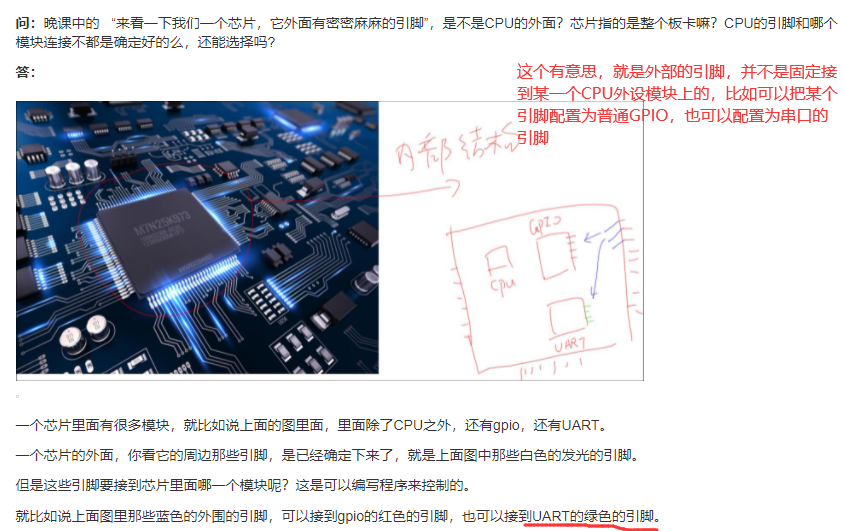 问：晚课中的 “来看一下我们一个芯片，它外面有密密麻麻的引脚”，是不是CPU的外面？芯片指的是整个板卡嘛？CPU的引脚和哪个
模块连接不都是确定好的么，还能选择吗？
答：
这个有意思，就是外部的引脚，并不是固定接
到某一个CPU外设模块上的，比如可以把某个
引脚配置为普通GPIO，也可以配置为串口的
引脚
内部结构
M7N25K973
GPIO
CPU
UART
一个芯片里面有很多模块，就比如说上面的图里面，里面除了CPU之外，还有gpio，还有UART。
一个芯片的外面，你看它的周边那些引脚，是已经确定下来了，就是上面图中那些白色的发光的引脚。
但是这些引脚要接到芯片里面哪一个模块呢？这是可以编写程序来控制的。
就比如说上面图里那些蓝色的外围的引脚，可以接到gpio的红色的引脚，也可以接到UART的绿色的引脚。